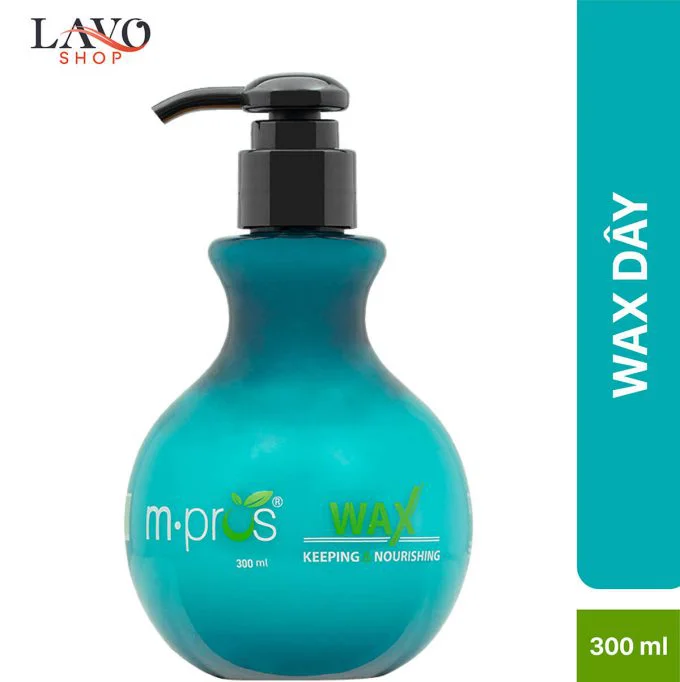 LAVO
SHOP
m·pros®
300 ml
WAX
KEEPING & NOURISHING
WAX DÂY
300 ml